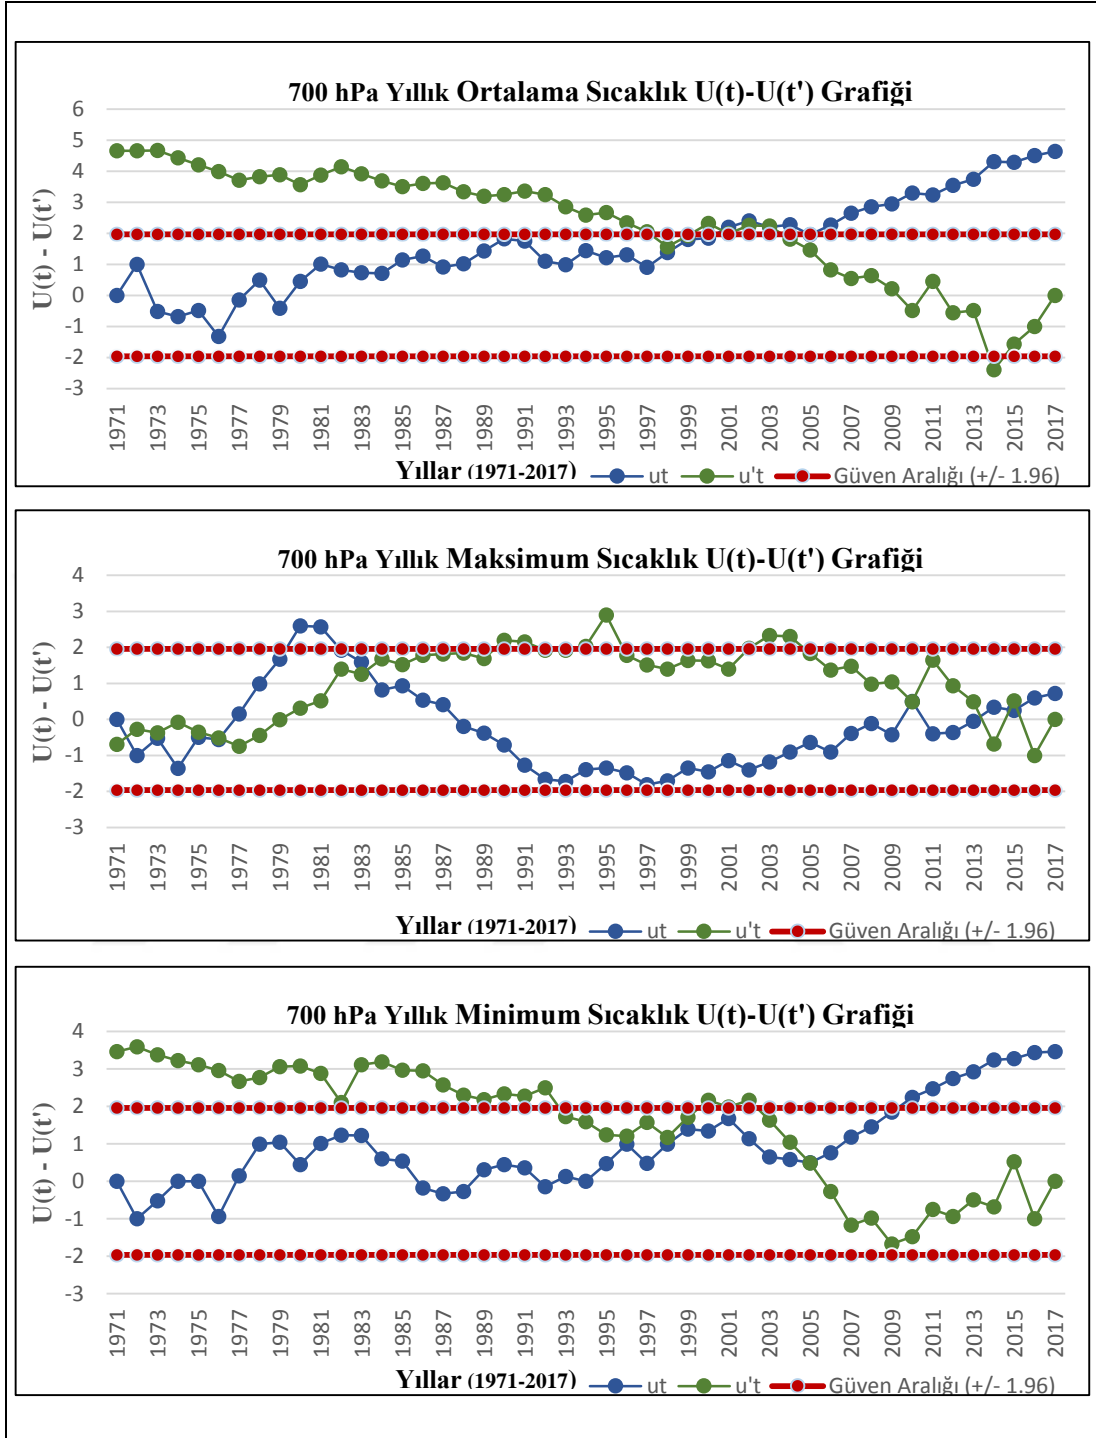 700 hPa Yıllık Ortalama Sıcaklık U(t)-U(t') Grafiği
6
5
4
3
2
1
0
-1
-2
-3
U(t) - U(t')
1971 1973 1975 1977 1979 1981 1983 1985 1987 1989 1991 1993 1995 1997 1999 2001 2003 2005 2007 2009 2011 2013 2015 2017
Yıllar (1971-2017) ut u't Güven Aralığı (+/- 1.96)
700 hPa Yıllık Maksimum Sıcaklık U(t)-U(t') Grafiği
4
3
2
1
0
-1
-2
-3
U(t) - U(t')
1971 1973 1975 1977 1979 1981 1983 1985 1987 1989 1991 1993 1995 1997 1999 2001 2003 2005 2007 2009 2011 2013 2015 2017
Yıllar (1971-2017) ut u't Güven Aralığı (+/- 1.96)
700 hPa Yıllık Minimum Sıcaklık U(t)-U(t') Grafiği
4
3
2
1
0
-1
-2
-3
U(t) - U(t')
1971 1973 1975 1977 1979 1981 1983 1985 1987 1989 1991 1993 1995 1997 1999 2001 2003 2005 2007 2009 2011 2013 2015 2017
Yıllar (1971-2017) ut u't Güven Aralığı (+/- 1.96)